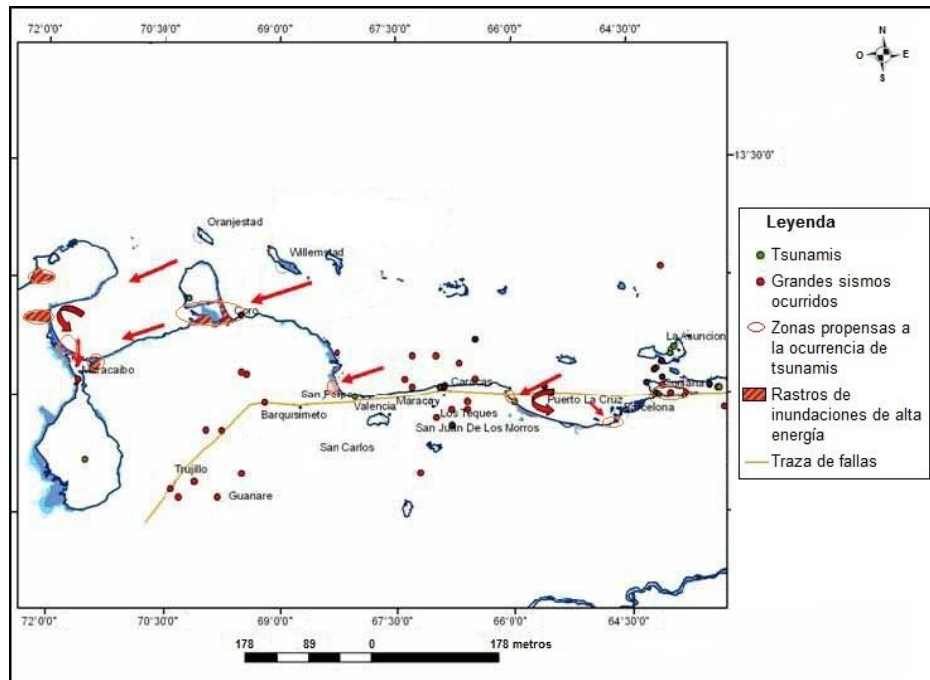 72°0'0" 70°30'0" 69°0'0" 67°30'0" 66°0'0" 64°30'0"
N
O E
S
13°30'0"
Oranjestad
Willemstad
Coro
La Asuncion
Maracaibo
San Felipe
Caracas
Cumana
Puerto La Cruz
Barcelona
Valencia
Maracay
Barquisimeto
Los Teques
San Juan De Los Morros
San Carlos
Trujillo
Guanare
Leyenda
Tsunamis
Grandes sismos
ocurridos
Zonas propensas a
la ocurrencia de
tsunamis
Rastros de
inundaciones de alta
energía
Traza de fallas
72°0'0" 70°30'0" 69°0'0" 67°30'0" 66°0'0" 64°30'0"
178 89 0 178 metros